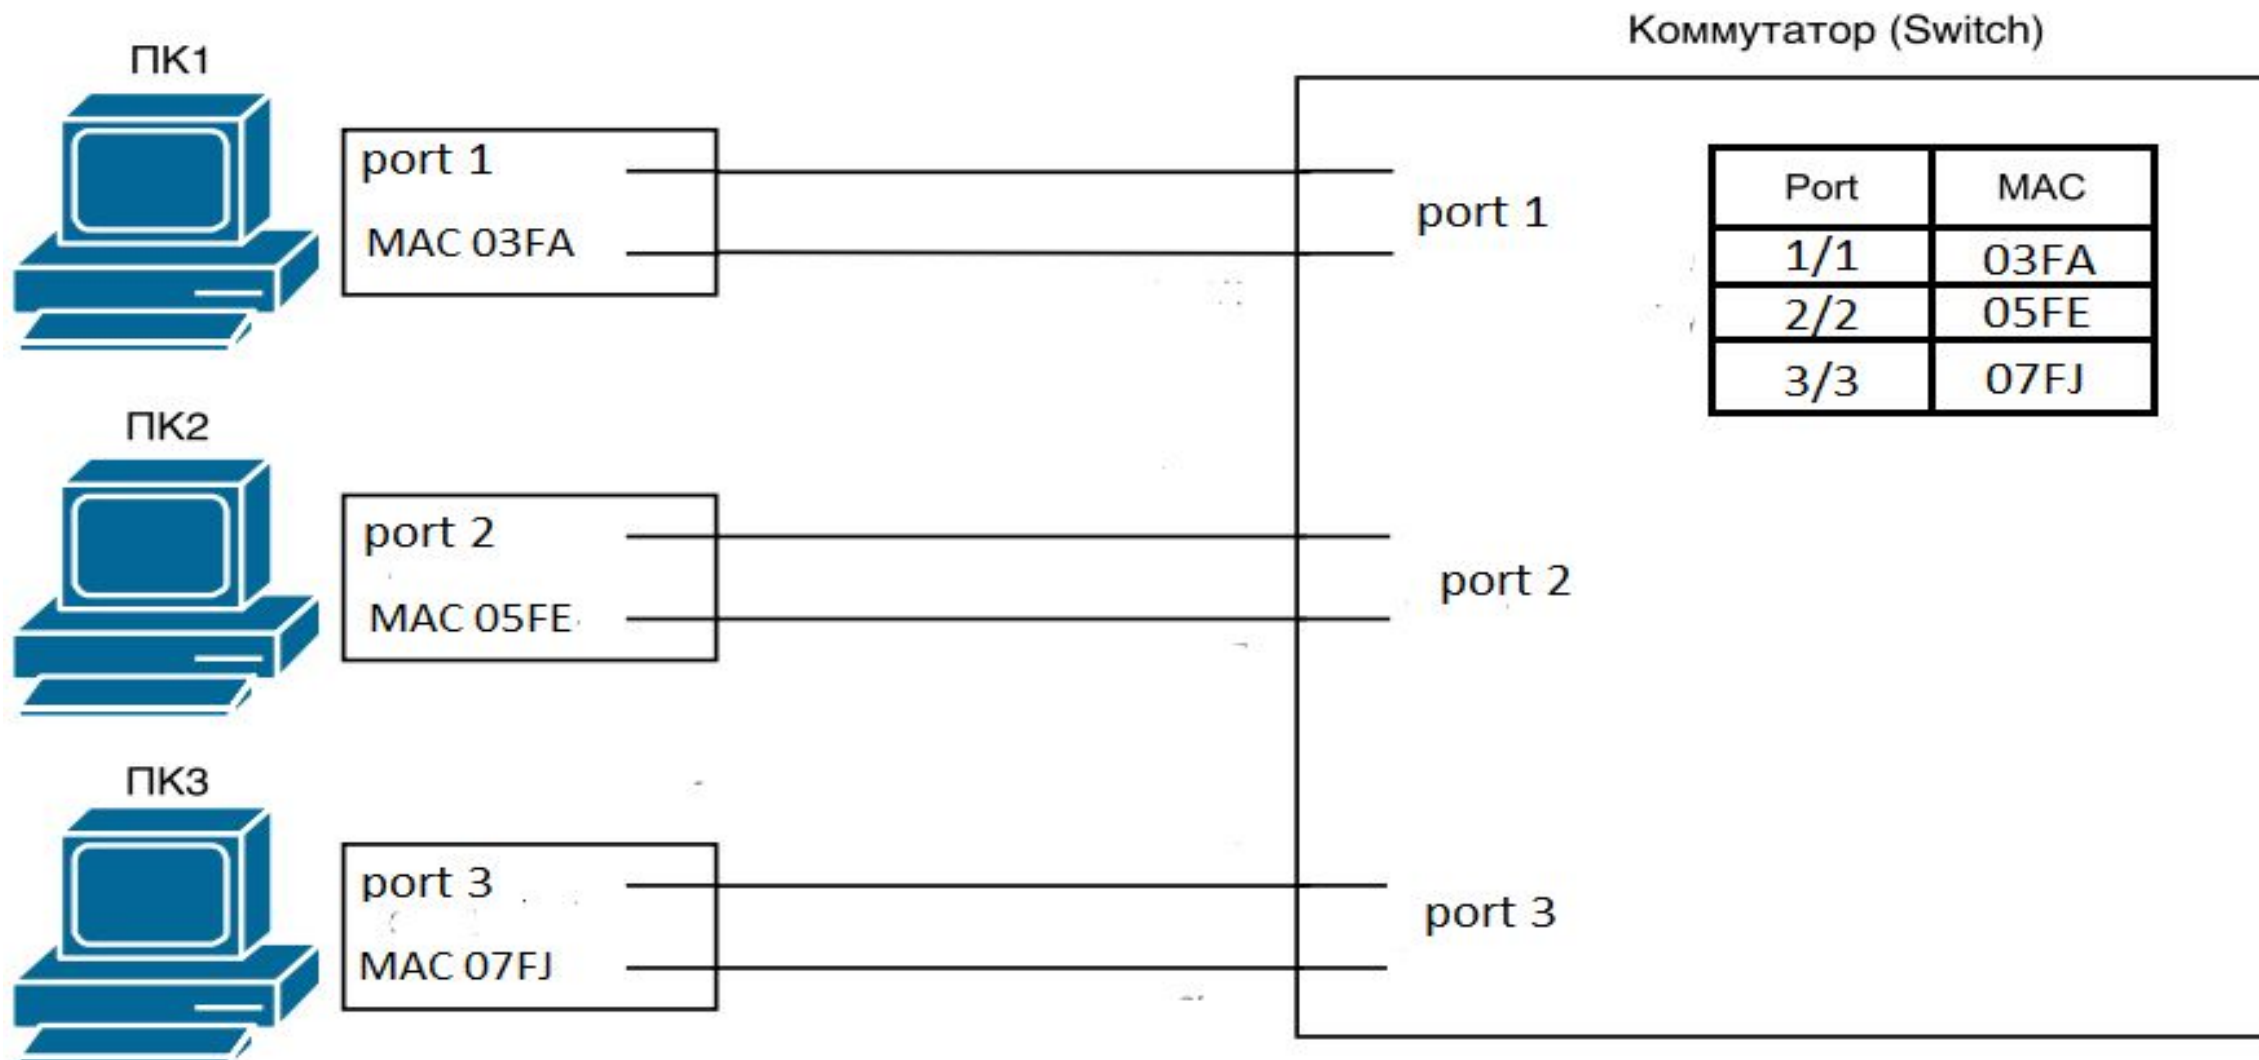 Коммутатор (Switch)
ПК1
port 1
MAC 03FA
port 1
Port MAC
1/1 03FA
2/2 05FE
3/3 07FJ
ПК2
port 2
MAC 05FE
port 2
ПК3
port 3
MAC 07FJ
port 3